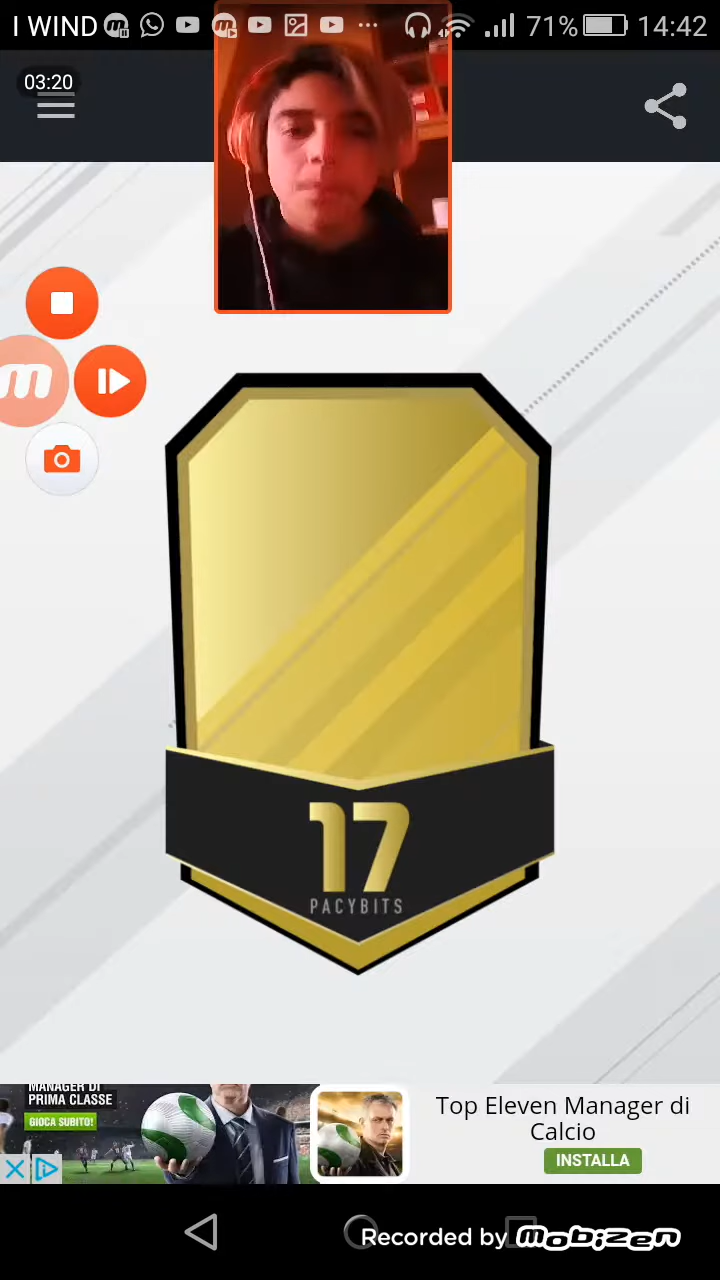 I WIND
71%
14:42
03:20
17
PACYBITS
MANAGER DI
PRIMA CLASSE
GIOCA SUBITO!
Top Eleven Manager di
Calcio
INSTALLA
Recorded by mobizen